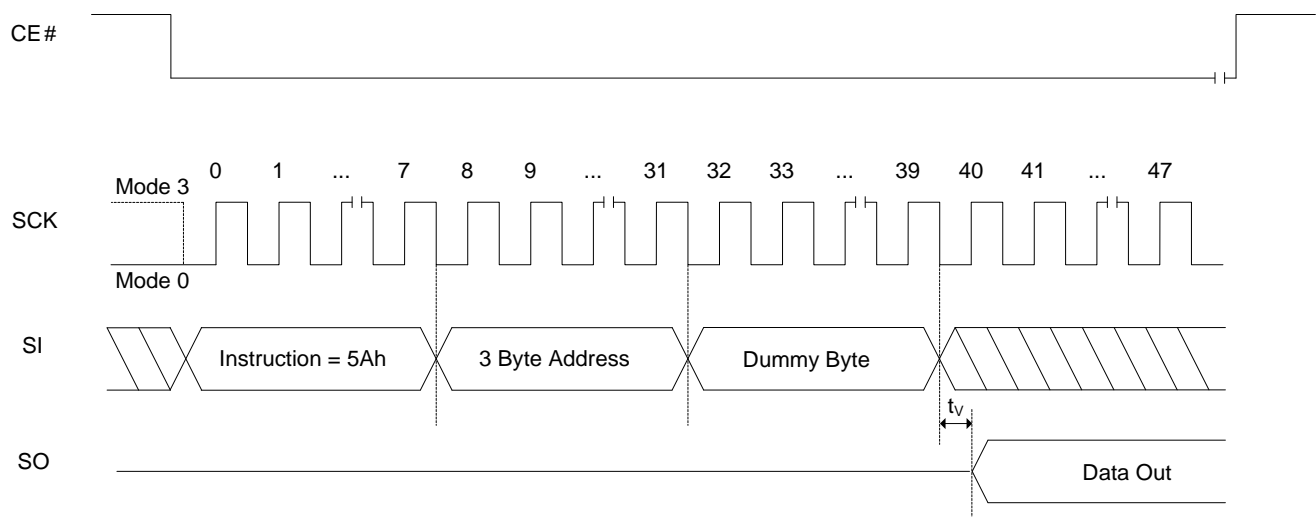 CE#
0 1 ... 7 8 9 ... 31 32 33 ... 39 40 41 ... 47
Mode 3
SCK
Mode 0
SI
Instruction = 5Ah
3 Byte Address
Dummy Byte
tV
SO
Data Out